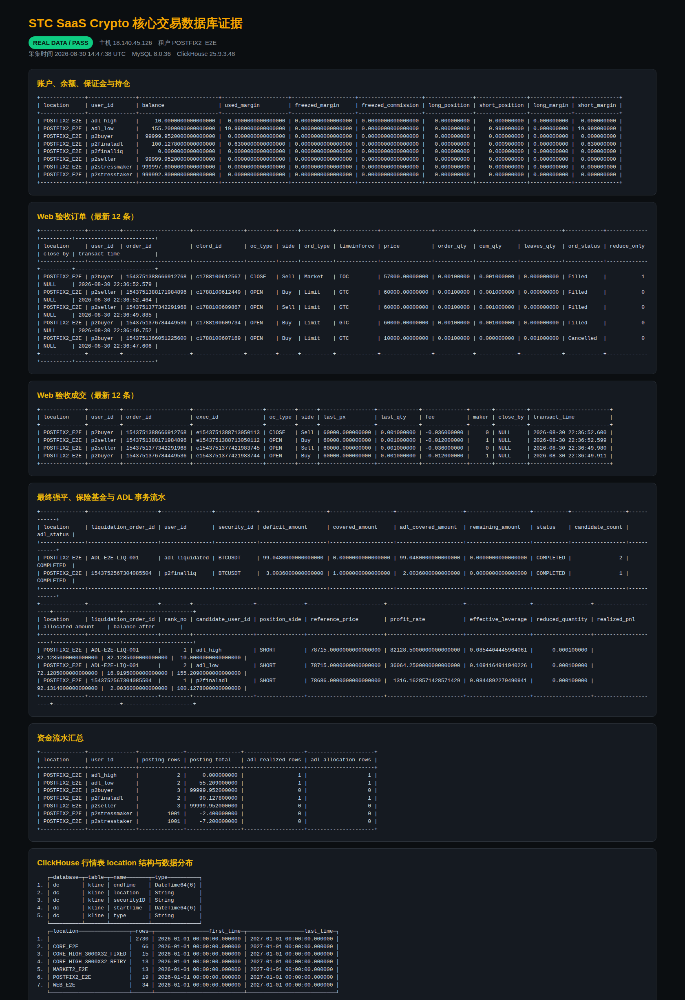 STC SaaS Crypto 核心交易数据库证据
REAL DATA / PASS 主机 18.140.45.126 租户 POSTFIX2_E2E
采集时间 2026-08-30 14:47:38 UTC MySQL 8.0.36 ClickHouse 25.9.3.48
账户、余额、保证金与持仓
| location | user_id | balance | used_margin | freezed_margin | freezed_commission | long_position | short_position | long_margin | short_margin |
| POSTFIX2_E2E | adl_high | 10.0000000000000000 | 0.0000000000000000 | 0.0000000000000000 | 0.0000000000000000 | 0.000000000 | 0.000000000 | 0.000000000 | 0.000000000 |
| POSTFIX2_E2E | adl_low | 155.2090000000000000 | 19.9980000000000000 | 0.0000000000000000 | 0.0000000000000000 | 0.000000000 | 0.999900000 | 0.000000000 | 19.998000000 |
| POSTFIX2_E2E | p2buyer | 99999.9520000000000000 | 0.0000000000000000 | 0.0000000000000000 | 0.0000000000000000 | 0.000000000 | 0.000000000 | 0.000000000 | 0.000000000 |
| POSTFIX2_E2E | p2finaladl | 100.1278000000000000 | 0.6300000000000000 | 0.0000000000000000 | 0.0000000000000000 | 0.000000000 | 0.000900000 | 0.000000000 | 0.630000000 |
| POSTFIX2_E2E | p2finalliq | 0.0000000000000000 | 0.0000000000000000 | 0.0000000000000000 | 0.0000000000000000 | 0.000000000 | 0.000000000 | 0.000000000 | 0.000000000 |
| POSTFIX2_E2E | p2seller | 99999.9520000000000000 | 0.0000000000000000 | 0.0000000000000000 | 0.0000000000000000 | 0.000000000 | 0.000000000 | 0.000000000 | 0.000000000 |
| POSTFIX2_E2E | p2stressmaker | 999997.6000000000000000 | 0.0000000000000000 | 0.0000000000000000 | 0.0000000000000000 | 0.000000000 | 0.000000000 | 0.000000000 | 0.000000000 |
| POSTFIX2_E2E | p2stresstaker | 999992.8000000000000000 | 0.0000000000000000 | 0.0000000000000000 | 0.0000000000000000 | 0.000000000 | 0.000000000 | 0.000000000 | 0.000000000 |
Web 验收订单（最新 12 条）
| location | user_id | order_id | clord_id | oc_type | side | ord_type | timeinforce | price | order_qty | cum_qty | leaves_qty | ord_status | reduce_only
| close_by | transact_time |
| POSTFIX2_E2E | p2buyer | 1543751388666912768 | c1788100612567 | ClOSE | Sell | Market | IOC | 57000.00000000 | 0.00100000 | 0.001000000 | 0.000000000 | Filled | 1
| NULL | 2026-08-30 22:36:52.579 |
| POSTFIX2_E2E | p2seller | 1543751388171984896 | c1788100612449 | OPEN | Buy | Limit | GTC | 60000.00000000 | 0.00100000 | 0.001000000 | 0.000000000 | Filled | 0
| NULL | 2026-08-30 22:36:52.464 |
| POSTFIX2_E2E | p2seller | 1543751377342291968 | c1788100609867 | OPEN | Sell | Limit | GTC | 60000.00000000 | 0.00100000 | 0.001000000 | 0.000000000 | Filled | 0
| NULL | 2026-08-30 22:36:49.885 |
| POSTFIX2_E2E | p2buyer | 1543751376784449536 | c1788100609734 | OPEN | Buy | Limit | GTC | 60000.00000000 | 0.00100000 | 0.001000000 | 0.000000000 | Filled | 0
| NULL | 2026-08-30 22:36:49.752 |
| POSTFIX2_E2E | p2buyer | 1543751366051225600 | c1788100607169 | OPEN | Buy | Limit | GTC | 10000.00000000 | 0.00100000 | 0.000000000 | 0.001000000 | Cancelled | 0
| NULL | 2026-08-30 22:36:47.606 |
Web 验收成交（最新 12 条）
| location | user_id | order_id | exec_id | oc_type | side | last_px | last_qty | fee | maker | close_by | transact_time |
| POSTFIX2_E2E | p2buyer | 1543751388666912768 | e1543751388713050113 | ClOSE | Sell | 60000.000000000 | 0.001000000 | -0.036000000 | 0 | NULL | 2026-08-30 22:36:52.600 |
| POSTFIX2_E2E | p2seller | 1543751388171984896 | e1543751388713050112 | OPEN | Buy | 60000.000000000 | 0.001000000 | -0.012000000 | 1 | NULL | 2026-08-30 22:36:52.599 |
| POSTFIX2_E2E | p2seller | 1543751377342291968 | e1543751377421983745 | OPEN | Sell | 60000.000000000 | 0.001000000 | -0.036000000 | 0 | NULL | 2026-08-30 22:36:49.980 |
| POSTFIX2_E2E | p2buyer | 1543751376784449536 | e1543751377421983744 | OPEN | Buy | 60000.000000000 | 0.001000000 | -0.012000000 | 1 | NULL | 2026-08-30 22:36:49.911 |
最终强平、保险基金与 ADL 事务流水
| location | liquidation_order_id | user_id | security_id | deficit_amount | covered_amount | adl_covered_amount | remaining_amount | status | candidate_count |
adl_status |
| POSTFIX2_E2E | ADL-E2E-LIQ-001 | adl_liquidated | BTCUSDT | 99.0480000000000000 | 0.0000000000000000 | 99.0480000000000000 | 0.0000000000000000 | COMPLETED | 2 |
COMPLETED |
| POSTFIX2_E2E | 1543752567304085504 | p2finalliq | BTCUSDT | 3.0036000000000000 | 1.0000000000000000 | 2.0036000000000000 | 0.0000000000000000 | COMPLETED | 1 |
COMPLETED |
| location | liquidation_order_id | rank_no | candidate_user_id | position_side | reference_price | profit_rate | effective_leverage | reduced_quantity | realized_pnl
| allocated_amount | balance_after |
| POSTFIX2_E2E | ADL-E2E-LIQ-001 | 1 | adl_high | SHORT | 78715.0000000000000000 | 82128.5000000000000000 | 0.0854404445964061 | 0.000100000 |
82.1285000000000000 | 82.1285000000000000 | 10.0000000000000000 |
| POSTFIX2_E2E | ADL-E2E-LIQ-001 | 2 | adl_low | SHORT | 78715.0000000000000000 | 36064.2500000000000000 | 0.1091164911940226 | 0.000100000 |
72.1285000000000000 | 16.9195000000000000 | 155.2090000000000000 |
| POSTFIX2_E2E | 1543752567304085504 | 1 | p2finaladl | SHORT | 78686.0000000000000000 | 1316.1628571428571429 | 0.0844892270490941 | 0.000100000 |
92.1314000000000000 | 2.0036000000000000 | 100.1278000000000000 |
资金流水汇总
| location | user_id | posting_rows | posting_total | adl_realized_rows | adl_allocation_rows |
| POSTFIX2_E2E | adl_high | 2 | 0.000000000 | 1 | 1 |
| POSTFIX2_E2E | adl_low | 2 | 55.209000000 | 1 | 1 |
| POSTFIX2_E2E | p2buyer | 3 | 99999.952000000 | 0 | 0 |
| POSTFIX2_E2E | p2finaladl | 2 | 90.127800000 | 1 | 1 |
| POSTFIX2_E2E | p2seller | 3 | 99999.952000000 | 0 | 0 |
| POSTFIX2_E2E | p2stressmaker | 1001 | -2.400000000 | 0 | 0 |
| POSTFIX2_E2E | p2stresstaker | 1001 | -7.200000000 | 0 | 0 |
ClickHouse 行情表 location 结构与数据分布
database table name type
1. │ dc │ kline │ endTime │ DateTime64(6) │
2. │ dc │ kline │ location │ String │
3. │ dc │ kline │ securityID │ String │
4. │ dc │ kline │ startTime │ DateTime64(6) │
5. │ dc │ kline │ type │ String │
location rows first_time last_time
1. │ │ 2730 │ 2026-01-01 00:00:00.000000 │ 2027-01-01 00:00:00.000000 │
2. │ CORE_E2E │ 66 │ 2026-01-01 00:00:00.000000 │ 2027-01-01 00:00:00.000000 │
3. │ CORE_HIGH_3000X32_FIXED │ 15 │ 2026-01-01 00:00:00.000000 │ 2027-01-01 00:00:00.000000 │
4. │ CORE_HIGH_3000X32_RETRY │ 13 │ 2026-01-01 00:00:00.000000 │ 2027-01-01 00:00:00.000000 │
5. │ MARKET2_E2E │ 13 │ 2026-01-01 00:00:00.000000 │ 2027-01-01 00:00:00.000000 │
6. │ POSTFIX2_E2E │ 19 │ 2026-01-01 00:00:00.000000 │ 2027-01-01 00:00:00.000000 │
7. │ WEB_E2E │ 34 │ 2026-01-01 00:00:00.000000 │ 2027-01-01 00:00:00.000000 │